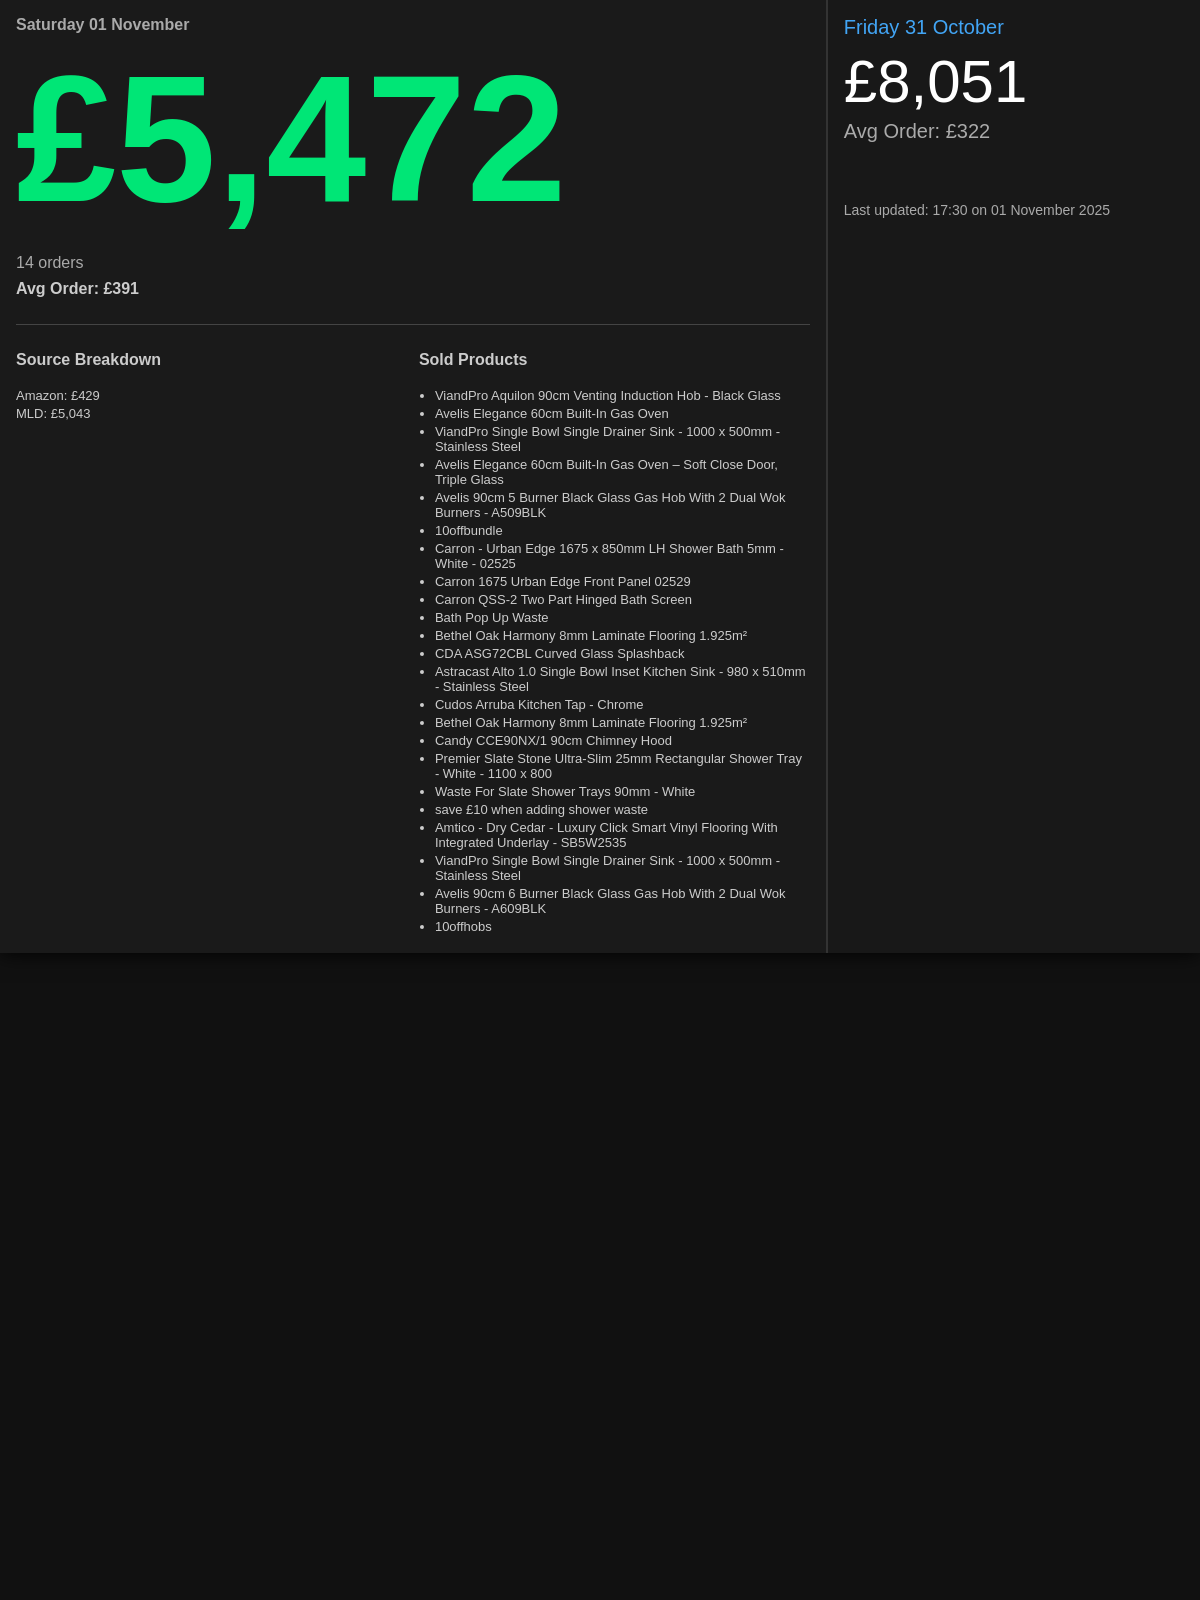 Saturday 01 November
£5,472
14 orders
Avg Order: £391
Source Breakdown
Amazon: £429
MLD: £5,043
Sold Products
• ViandPro Aquilon 90cm Venting Induction Hob - Black Glass
• Avelis Elegance 60cm Built-In Gas Oven
• ViandPro Single Bowl Single Drainer Sink - 1000 x 500mm -
Stainless Steel
• Avelis Elegance 60cm Built-In Gas Oven – Soft Close Door,
Triple Glass
• Avelis 90cm 5 Burner Black Glass Gas Hob With 2 Dual Wok
Burners - A509BLK
• 10offbundle
• Carron - Urban Edge 1675 x 850mm LH Shower Bath 5mm -
White - 02525
• Carron 1675 Urban Edge Front Panel 02529
• Carron QSS-2 Two Part Hinged Bath Screen
• Bath Pop Up Waste
• Bethel Oak Harmony 8mm Laminate Flooring 1.925m²
• CDA ASG72CBL Curved Glass Splashback
• Astracast Alto 1.0 Single Bowl Inset Kitchen Sink - 980 x 510mm
- Stainless Steel
• Cudos Arruba Kitchen Tap - Chrome
• Bethel Oak Harmony 8mm Laminate Flooring 1.925m²
• Candy CCE90NX/1 90cm Chimney Hood
• Premier Slate Stone Ultra-Slim 25mm Rectangular Shower Tray
- White - 1100 x 800
• Waste For Slate Shower Trays 90mm - White
• save £10 when adding shower waste
• Amtico - Dry Cedar - Luxury Click Smart Vinyl Flooring With
Integrated Underlay - SB5W2535
• ViandPro Single Bowl Single Drainer Sink - 1000 x 500mm -
Stainless Steel
• Avelis 90cm 6 Burner Black Glass Gas Hob With 2 Dual Wok
Burners - A609BLK
• 10offhobs
Friday 31 October
£8,051
Avg Order: £322
Last updated: 17:30 on 01 November 2025